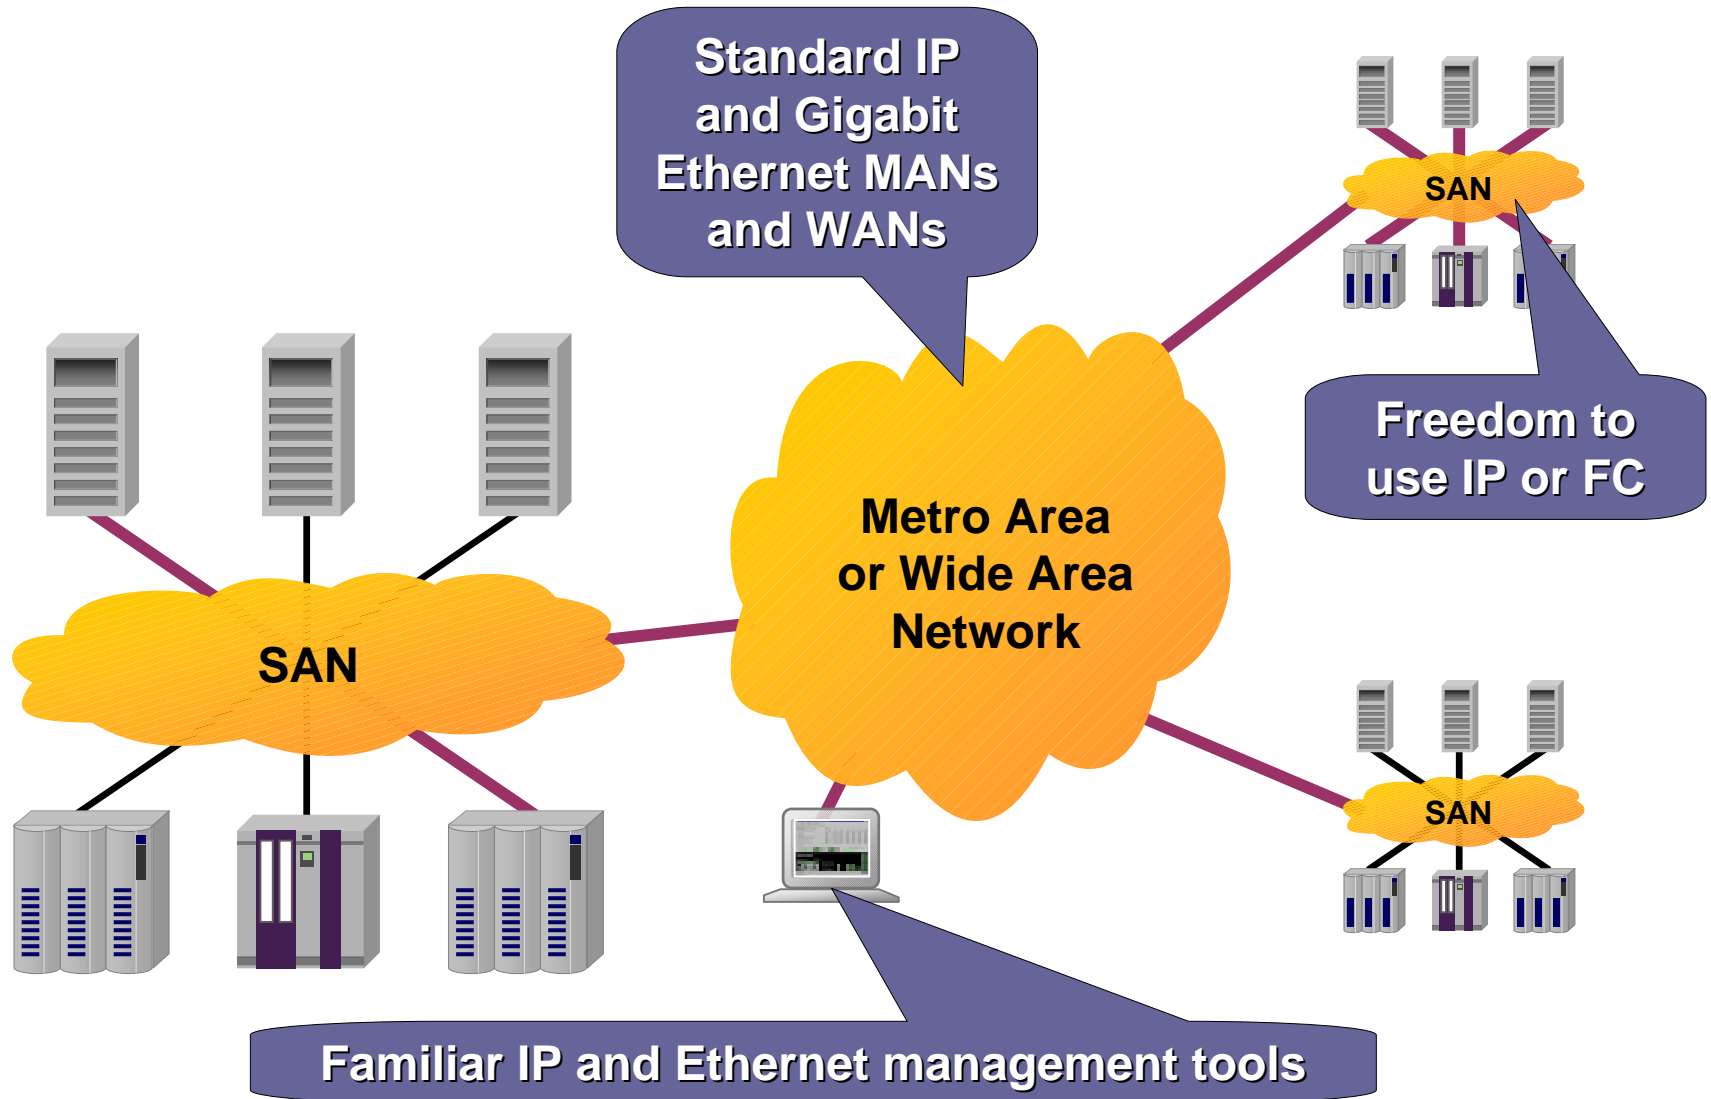 Standard IP
and Gigabit
Ethernet MANs
and WANs
SAN
Freedom to
use IP or FC
Metro Area
or Wide Area
Network
SAN
SAN
Familiar IP and Ethernet management tools